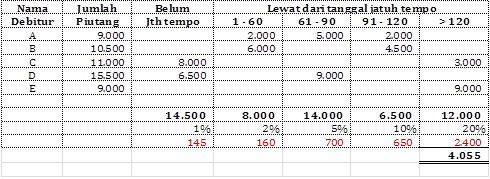 Nama Jumlah Belum Lewat dari tanggal jatuh tempo
Debitur Piutang Jth tempo 1 - 60 61 - 90 91 - 120 > 120
A 9.000 2.000 5.000 2.000
B 10.500 6.000 4.500
C 11.000 8.000 3.000
D 15.500 6.500 9.000
E 9.000 9.000
14.500 8.000 14.000 6.500 12.000
1% 2% 5% 10% 20%
145 160 700 650 2.400
4.055